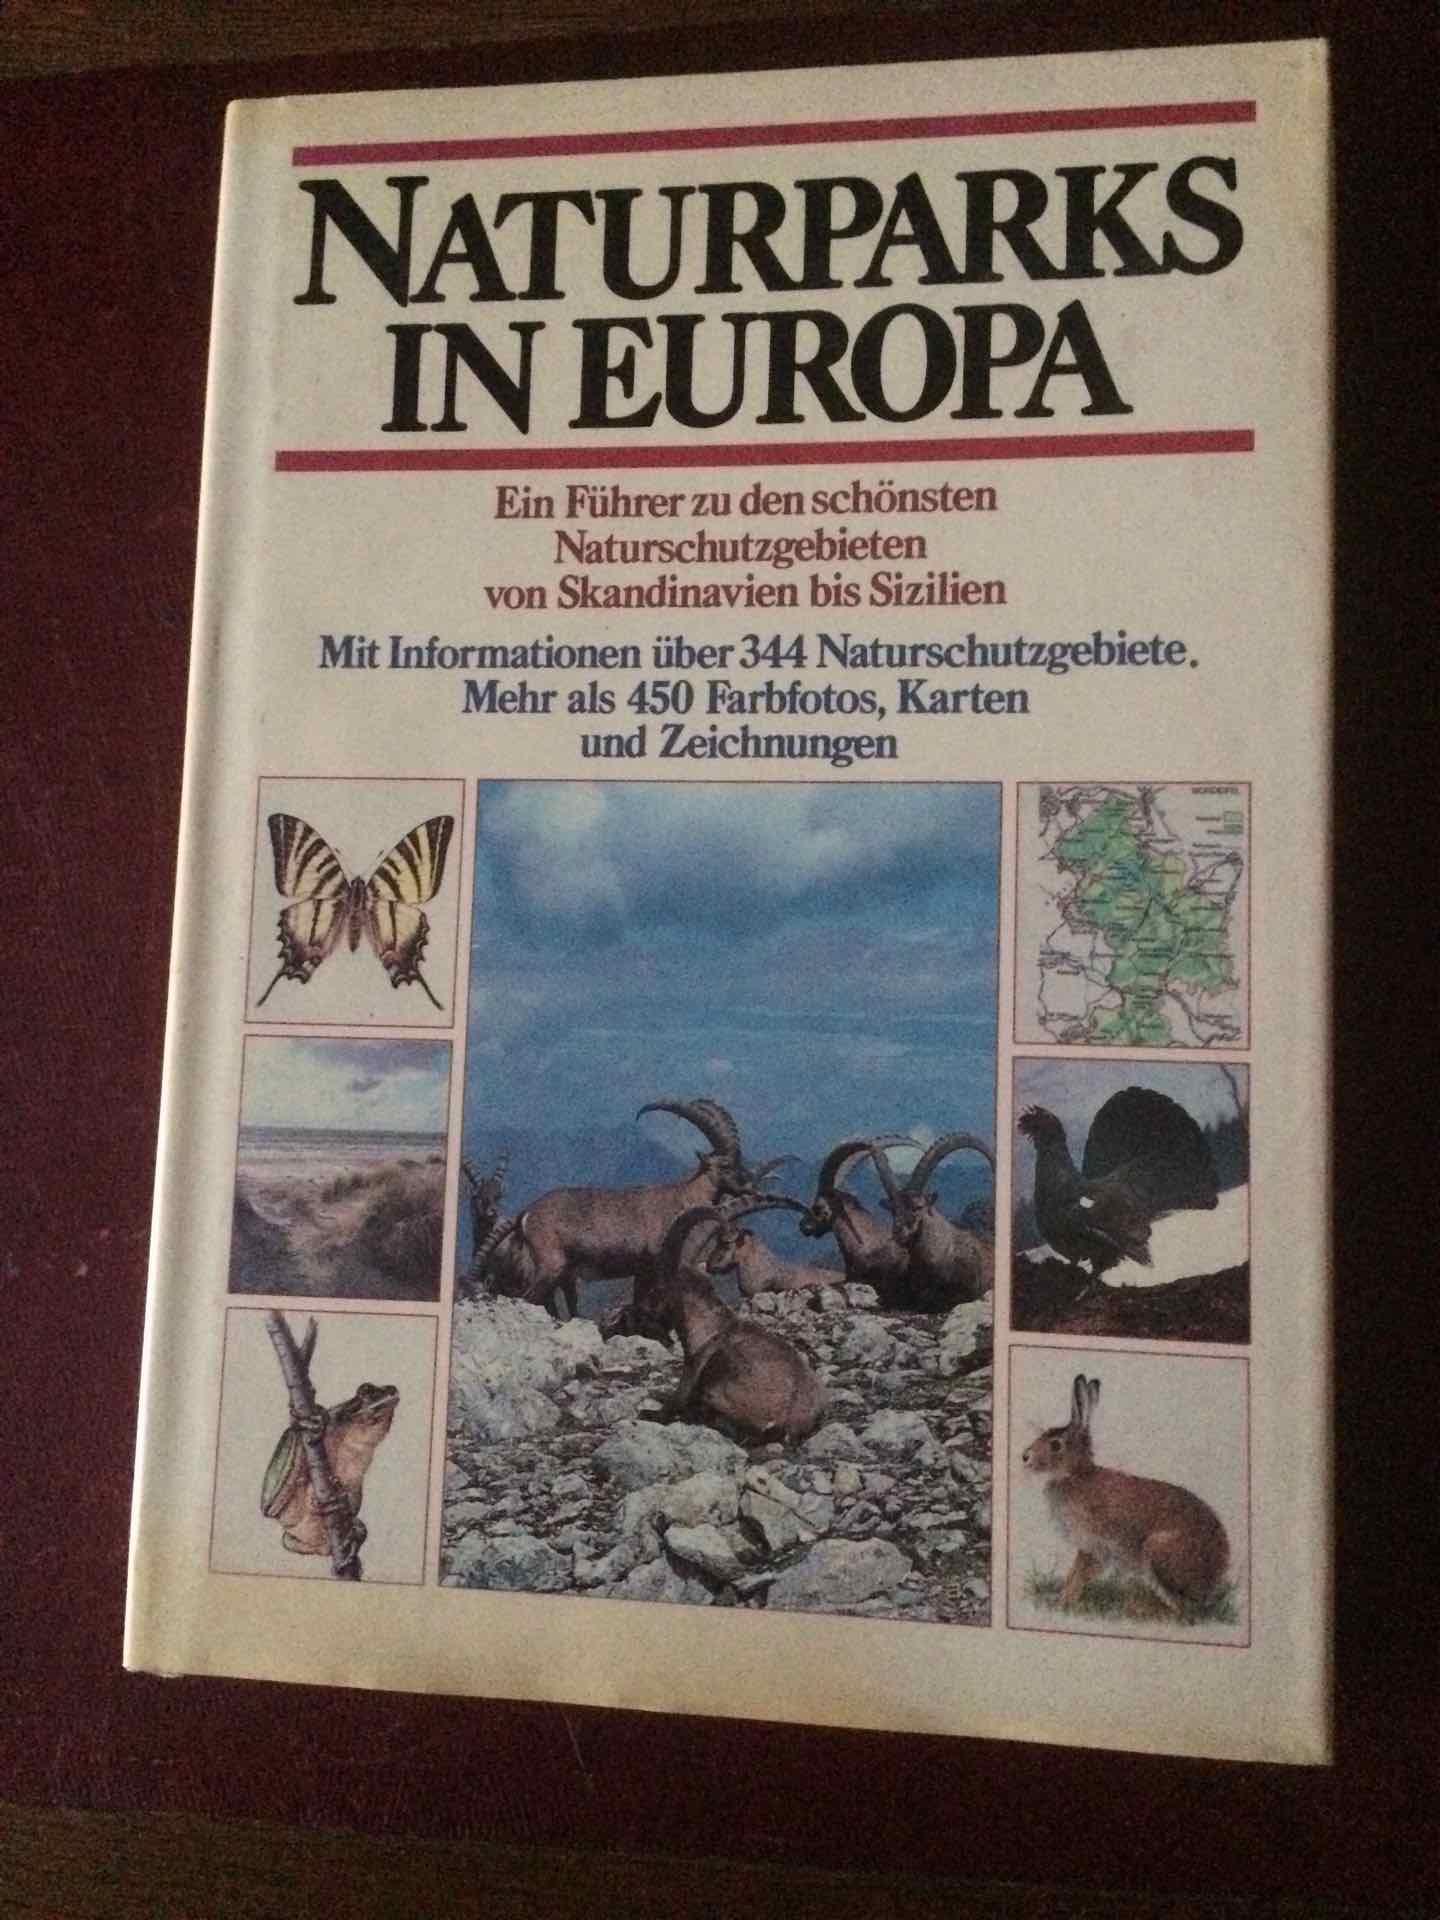 NATURPARKS
IN EUROPA
Ein Führer zu den schönsten
Naturschutzgebieten
von Skandinavien bis Sizilien
Mit Informationen über 344 Naturschutzgebiete.
Mehr als 450 Farbfotos, Karten
und Zeichnungen